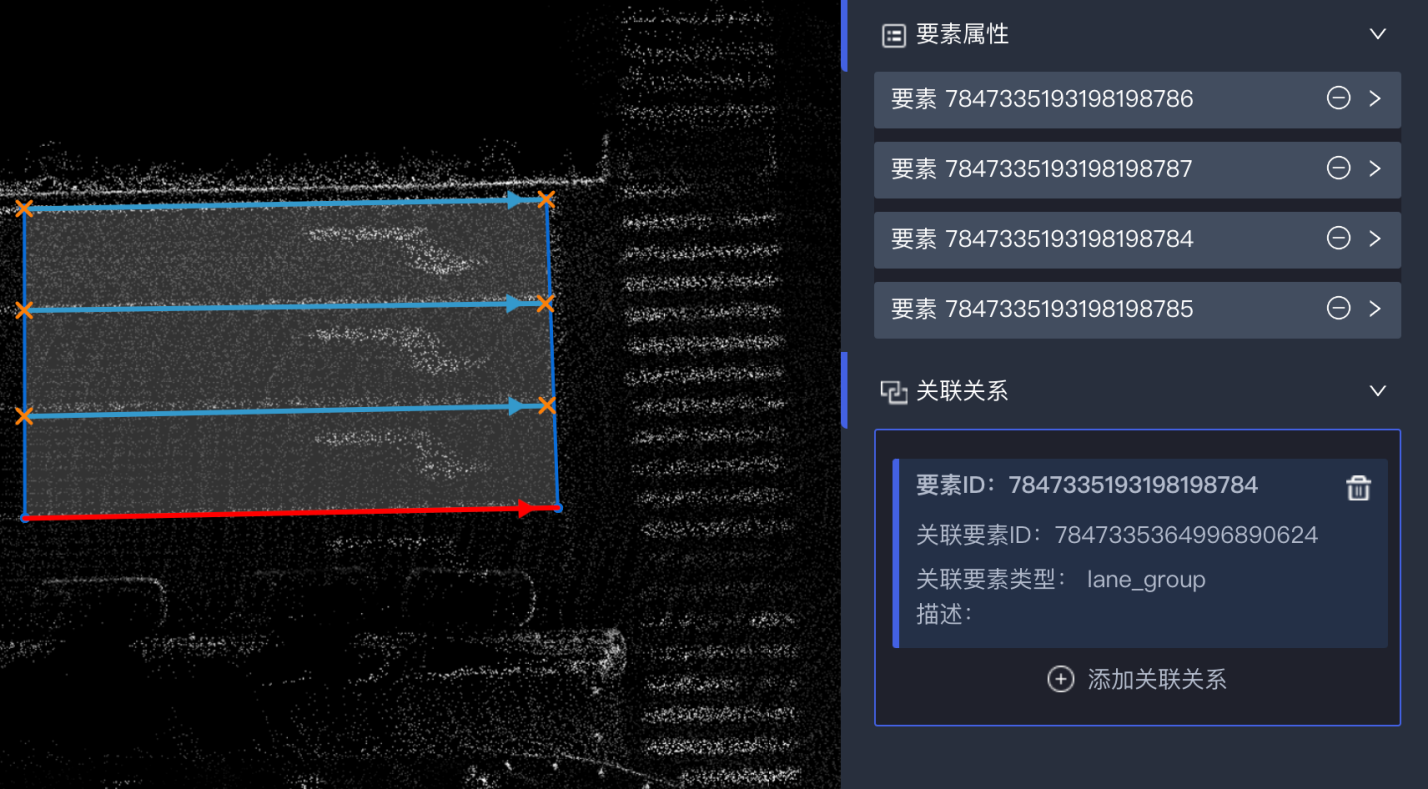 要素属性
要素 7847335193198198786
要素 7847335193198198787
要素 7847335193198198784
要素 7847335193198198785
关联关系
要素ID：7847335193198198784
关联要素ID：7847335364996890624
关联要素类型： lane_group
描述：
添加关联关系